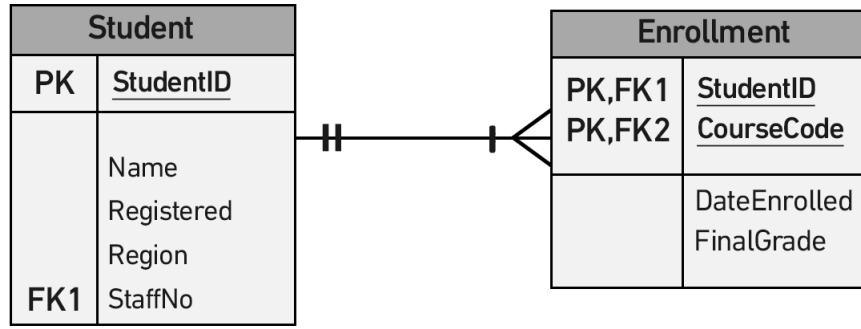 Student
PK StudentID
Name
Registered
Region
FK1 StaffNo
Enrollment
PK,FK1 StudentID
PK,FK2 CourseCode
DateEnrolled
FinalGrade